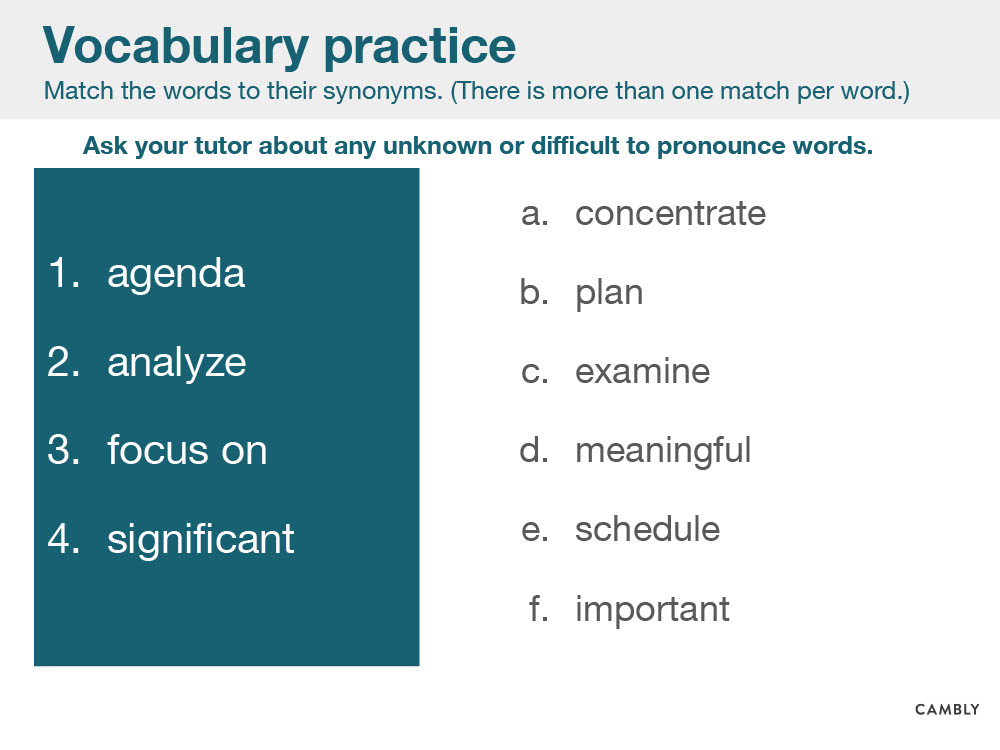 Vocabulary practice
Match the words to their synonyms. (There is more than one match per word.)
Ask your tutor about any unknown or difficult to pronounce words.
1. agenda
2. analyze
3. focus on
4. significant
a. concentrate
b. plan
c. examine
d. meaningful
e. schedule
f. important
CAMBLY